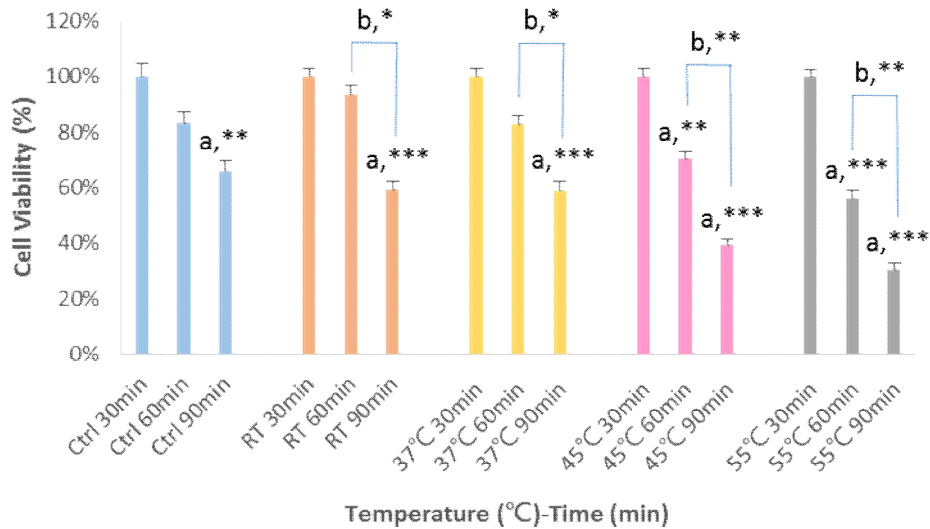 120%
100%
80%
60%
40%
20%
0%
Cell Viability (%)
a,**
b,*
a,***
b,*
a,***
a,**
b,**
a,***
a,***
b,**
a,***
Ctrl 30min
Ctrl 60min
Ctrl 90min
RT 30min
RT 60min
RT 90min
37°C 30min
37°C 60min
37°C 90min
45°C 30min
45°C 60min
45°C 90min
55°C 30min
55°C 60min
55°C 90min
Temperature (℃)-Time (min)